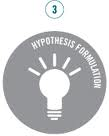 3
HYPOTHESIS FORMULATION